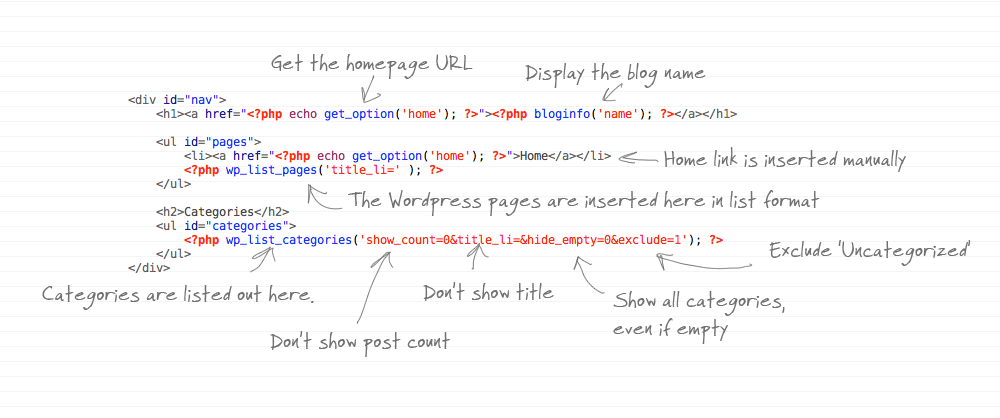 Get the homepage URL
Display the blog name
<div id="nav">
<h1><a href="<?php echo get_option('home'); ?>"><?php bloginfo('name'); ?></a></h1>
<ul id="pages">
<li><a href="<?php echo get_option('home'); ?>">Home</a></li>
Home link is inserted manually
<?php wp_list_pages('title_li=' ); ?>
</ul>
The Wordpress pages are inserted here in list format
<h2>Categories</h2>
<ul id="categories">
<?php wp_list_categories('show_count=0&title_li=&hide_empty=0&exclude=1'); ?>
</ul>
Exclude 'Uncategorized'
</div>
Categories are listed out here.
Don't show title
Show all categories,
even if empty
Don't show post count